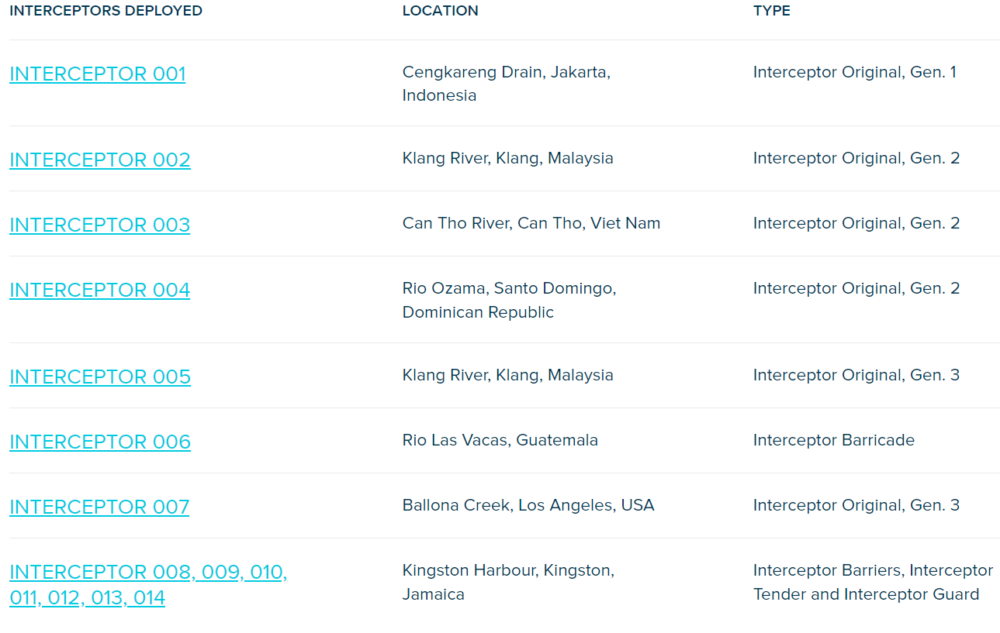 INTERCEPTORS DEPLOYED LOCATION TYPE
INTERCEPTOR 001 Cengkareng Drain, Jakarta, Interceptor Original, Gen. 1
Indonesia
INTERCEPTOR 002 Klang River, Klang, Malaysia Interceptor Original, Gen. 2
INTERCEPTOR 003 Can Tho River, Can Tho, Viet Nam Interceptor Original, Gen. 2
INTERCEPTOR 004 Rio Ozama, Santo Domingo, Interceptor Original, Gen. 2
Dominican Republic
INTERCEPTOR 005 Klang River, Klang, Malaysia Interceptor Original, Gen. 3
INTERCEPTOR 006 Rio Las Vacas, Guatemala Interceptor Barricade
INTERCEPTOR 007 Ballona Creek, Los Angeles, USA Interceptor Original, Gen. 3
INTERCEPTOR 008, 009, 010, Kingston Harbour, Kingston, Interceptor Barriers, Interceptor
011, 012, 013, 014 Jamaica Tender and Interceptor Guard